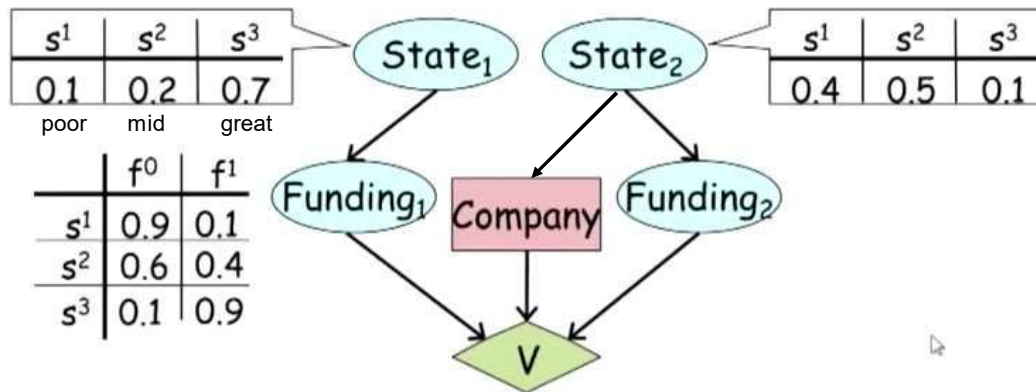 s¹ s² s³
0.1 0.2 0.7
poor mid great
State₁
State₂
s¹ s² s³
0.4 0.5 0.1
f⁰ f¹
s¹ 0.9 0.1
s² 0.6 0.4
s³ 0.1 0.9
Funding₁
Company
Funding₂
V